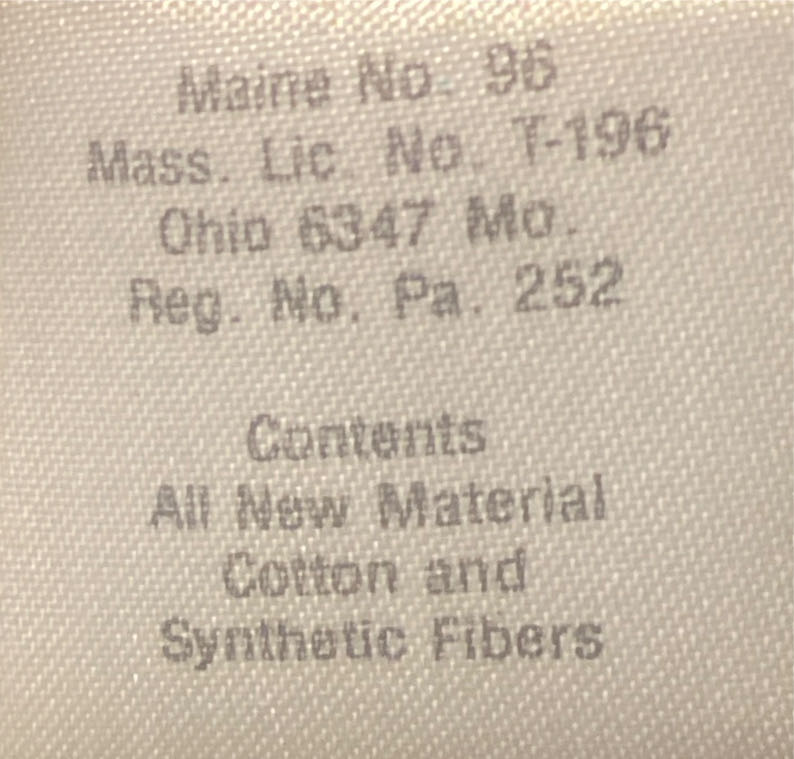 Maine No. 96
Mass. Lic. No. T-196
Ohio 6347 Mo.
Reg. No. Pa. 252
Contents
All New Material
Cotton and
Synthetic Fibers